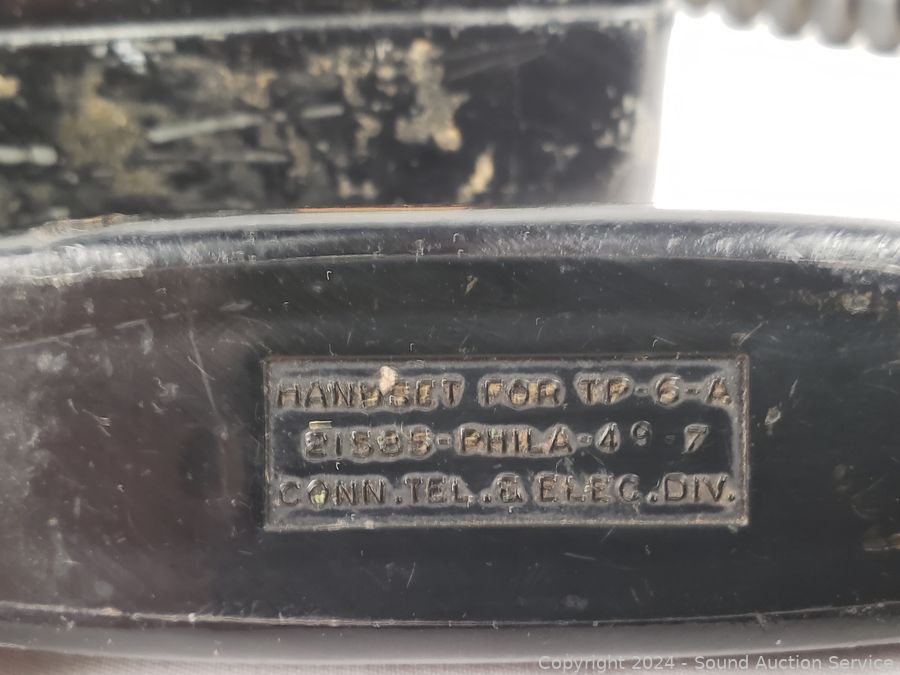 HANDSET FOR TP-6-A
21585-PHILA-49-7
CONN.TEL.& ELEC.DIV.
Copyright 2024 - Sound Auction Service